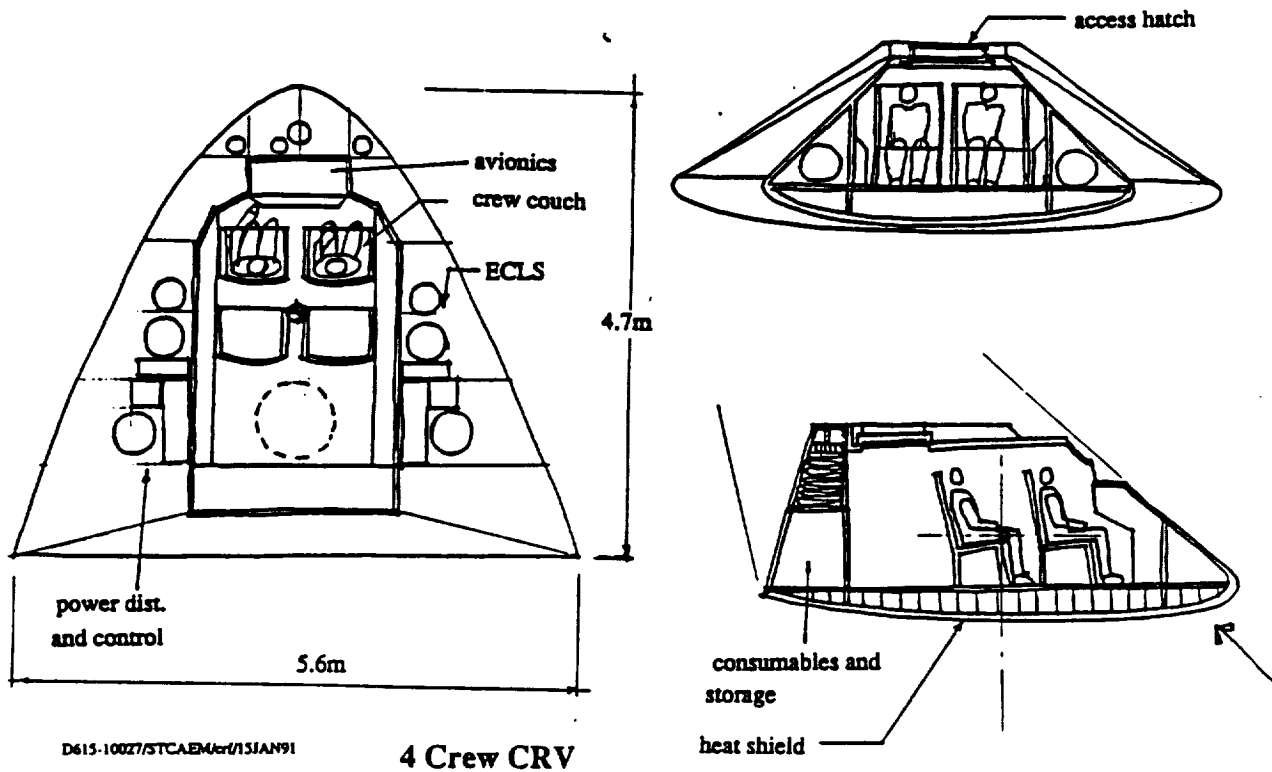 access hatch
avionics
crew couch
ECLS
4.7m
power dist.
and control
5.6m
consumables and
storage
heat shield
D615-10027/STCAEM/crf/15JAN91
4 Crew CRV